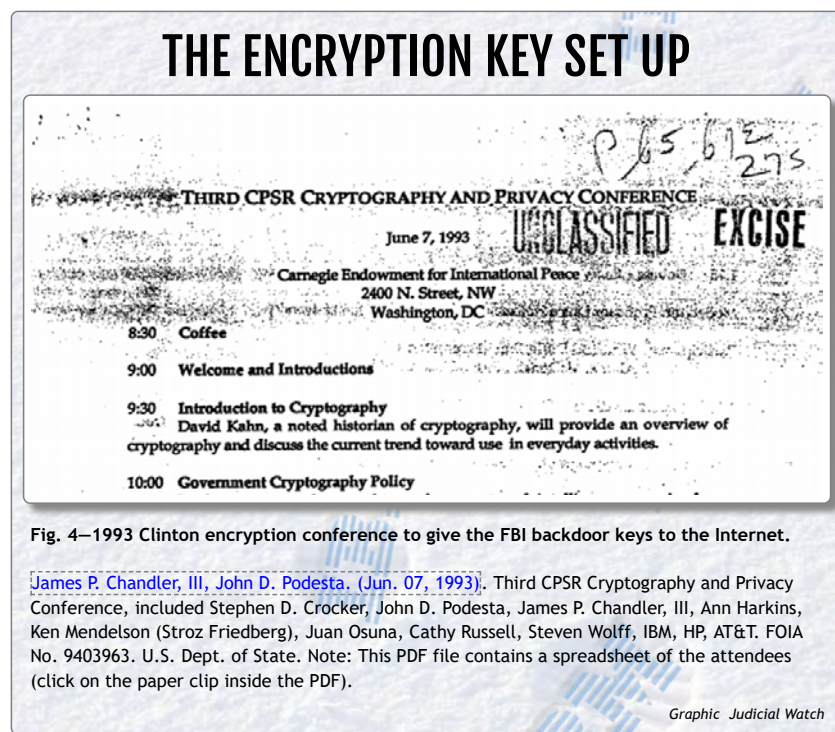 THE ENCRYPTION KEY SET UP
P 65, 612
275
THIRD CPSR CRYPTOGRAPHY AND PRIVACY CONFERENCE
June 7, 1993 UNCLASSIFIED EXCISE
Carnegie Endowment for International Peace
2400 N. Street, NW
Washington, DC
8:30 Coffee
9:00 Welcome and Introductions
9:30 Introduction to Cryptography
David Kahn, a noted historian of cryptography, will provide an overview of
cryptography and discuss the current trend toward use in everyday activities.
10:00 Government Cryptography Policy
Fig. 4—1993 Clinton encryption conference to give the FBI backdoor keys to the Internet.
James P. Chandler, III, John D. Podesta. (Jun. 07, 1993). Third CPSR Cryptography and Privacy
Conference, included Stephen D. Crocker, John D. Podesta, James P. Chandler, III, Ann Harkins,
Ken Mendelson (Stroz Friedberg), Juan Osuna, Cathy Russell, Steven Wolff, IBM, HP, AT&T. FOIA
No. 9403963. U.S. Dept. of State. Note: This PDF file contains a spreadsheet of the attendees
(click on the paper clip inside the PDF).
Graphic Judicial Watch